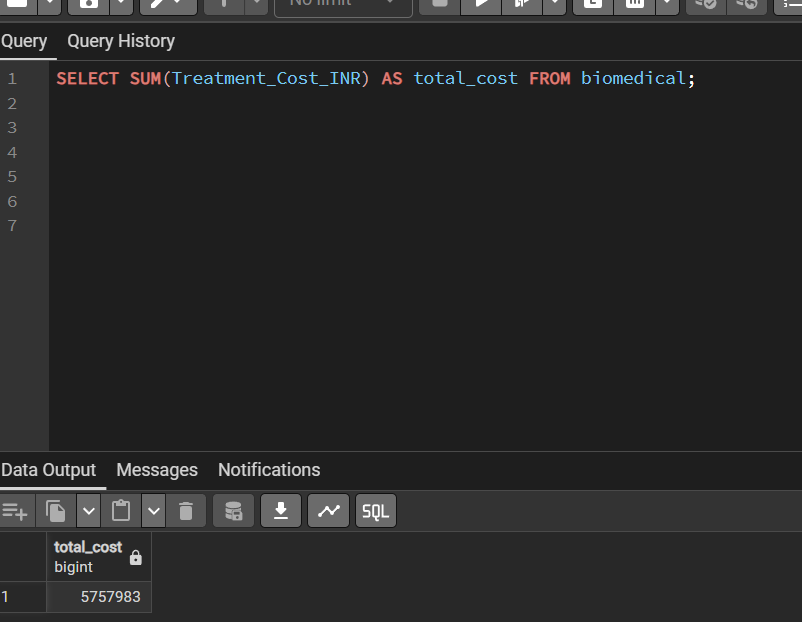 No limit
Query Query History
1 SELECT SUM(Treatment_Cost_INR) AS total_cost FROM biomedical;
2
3
4
5
6
7
Data Output Messages Notifications
SQL
total_cost
bigint
1 5757983